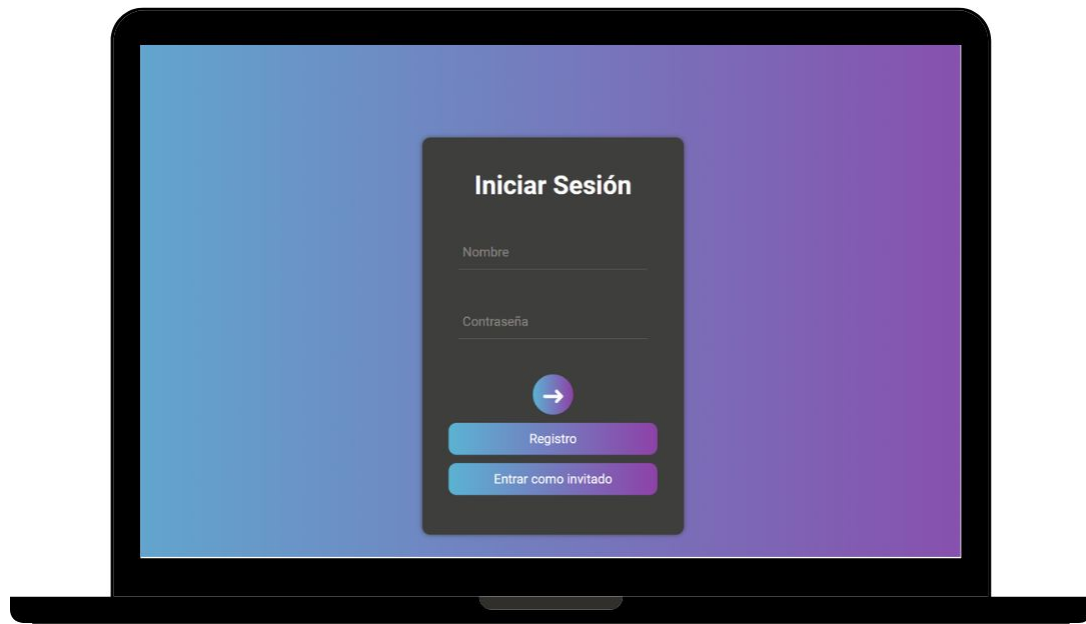 Iniciar Sesión
Nombre
Contraseña
Registro
Entrar como invitado